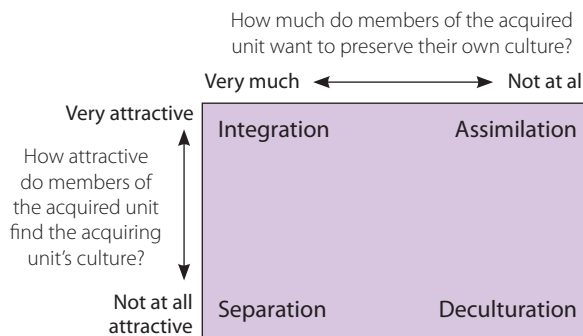 How much do members of the acquired
unit want to preserve their own culture?
Very much
Not at all
Very attractive
How attractive
do members of
the acquired unit
find the acquiring
unit's culture?
Not at all
attractive
Integration
Assimilation
Separation
Deculturation